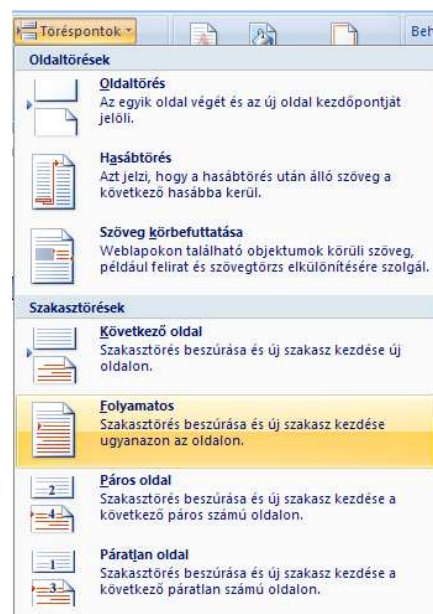 Töréspontok
Beh
Oldaltörések
Oldaltörés
Az egyik oldal végét és az új oldal kezdőpontját
jelöli.
Hasábtörés
Azt jelzi, hogy a hasábtörés után álló szöveg a
következő hasábba kerül.
Szöveg körbefuttatása
Weblapokon található objektumok körüli szöveg,
például felirat és szövegtörzs elkülönítésére szolgál.
Szakasztörések
Következő oldal
Szakasztörés beszúrása és új szakasz kezdése új
oldalon.
Folyamatos
Szakasztörés beszúrása és új szakasz kezdése
ugyanazon az oldalon.
2
4
Páros oldal
Szakasztörés beszúrása és új szakasz kezdése a
következő páros számú oldalon.
1
3
Páratlan oldal
Szakasztörés beszúrása és új szakasz kezdése a
következő páratlan számú oldalon.